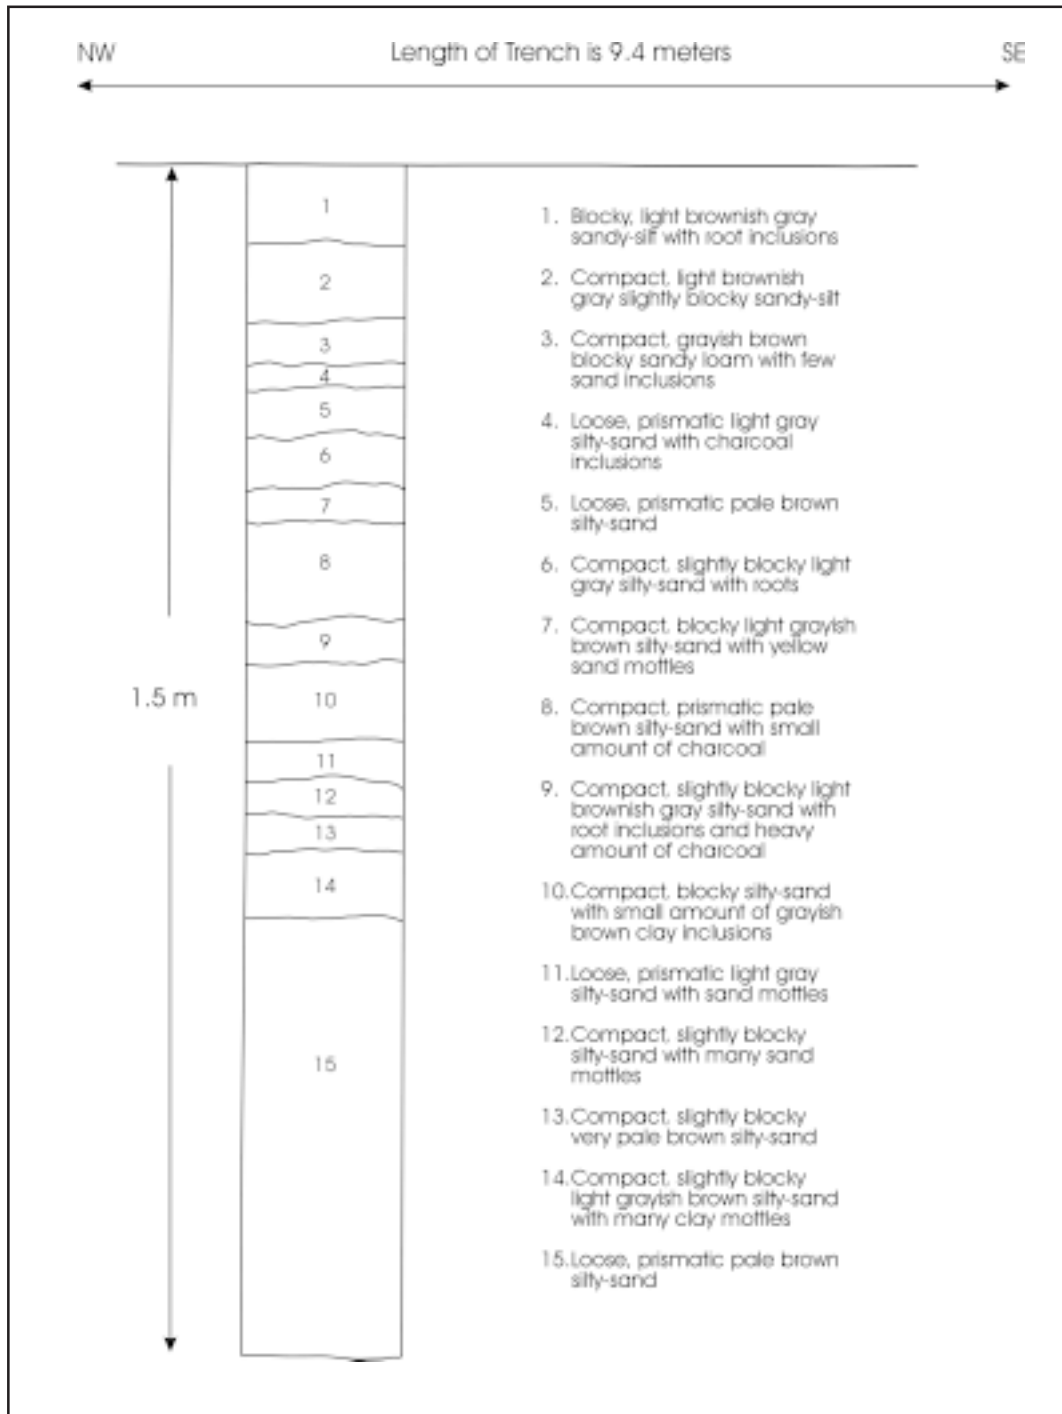 NW
Length of Trench is 9.4 meters
SE
1
2
3
4
5
6
7
8
9
10
11
12
13
14
15
1.5 m
1. Blocky, light brownish gray
sandy-silt with root inclusions
2. Compact, light brownish
gray slightly blocky sandy-silt
3. Compact, grayish brown
blocky sandy loam with few
sand inclusions
4. Loose, prismatic light gray
silty-sand with charcoal
inclusions
5. Loose, prismatic pale brown
silty-sand
6. Compact, slightly blocky light
gray silty-sand with roots
7. Compact, blocky light grayish
brown silty-sand with yellow
sand mottles
8. Compact, prismatic pale
brown silty-sand with small
amount of charcoal
9. Compact, slightly blocky light
brownish gray silty-sand with
root inclusions and heavy
amount of charcoal
10.Compact, blocky silty-sand
with small amount of grayish
brown clay inclusions
11.Loose, prismatic light gray
silty-sand with sand mottles
12.Compact, slightly blocky
silty-sand with many sand
mottles
13.Compact, slightly blocky
very pale brown silty-sand
14.Compact, slightly blocky
light grayish brown silty-sand
with many clay mottles
15.Loose, prismatic pale brown
silty-sand